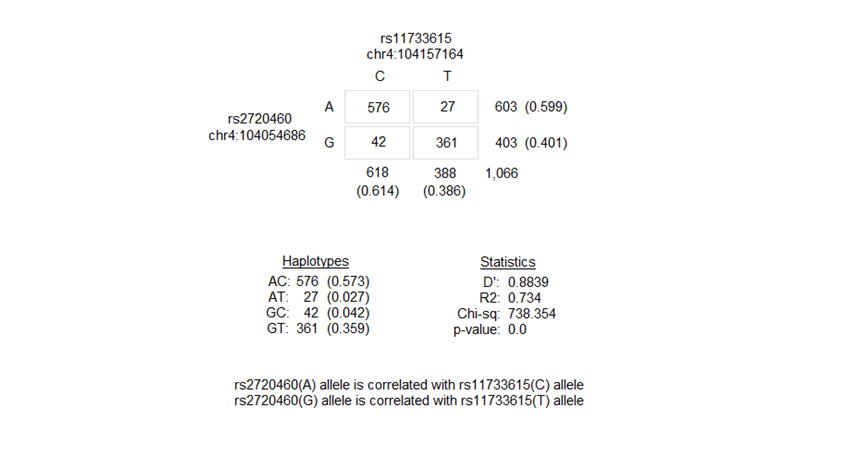 rs11733615
chr4:104157164
C T
A 576 27 603 (0.599)
rs2720460
chr4:104054686
G 42 361 403 (0.401)
618 388 1,066
(0.614) (0.386)
Haplotypes Statistics
AC: 576 (0.573) D': 0.8839
AT: 27 (0.027) R2: 0.734
GC: 42 (0.042) Chi-sq: 738.354
GT: 361 (0.359) p-value: 0.0
rs2720460(A) allele is correlated with rs11733615(C) allele
rs2720460(G) allele is correlated with rs11733615(T) allele